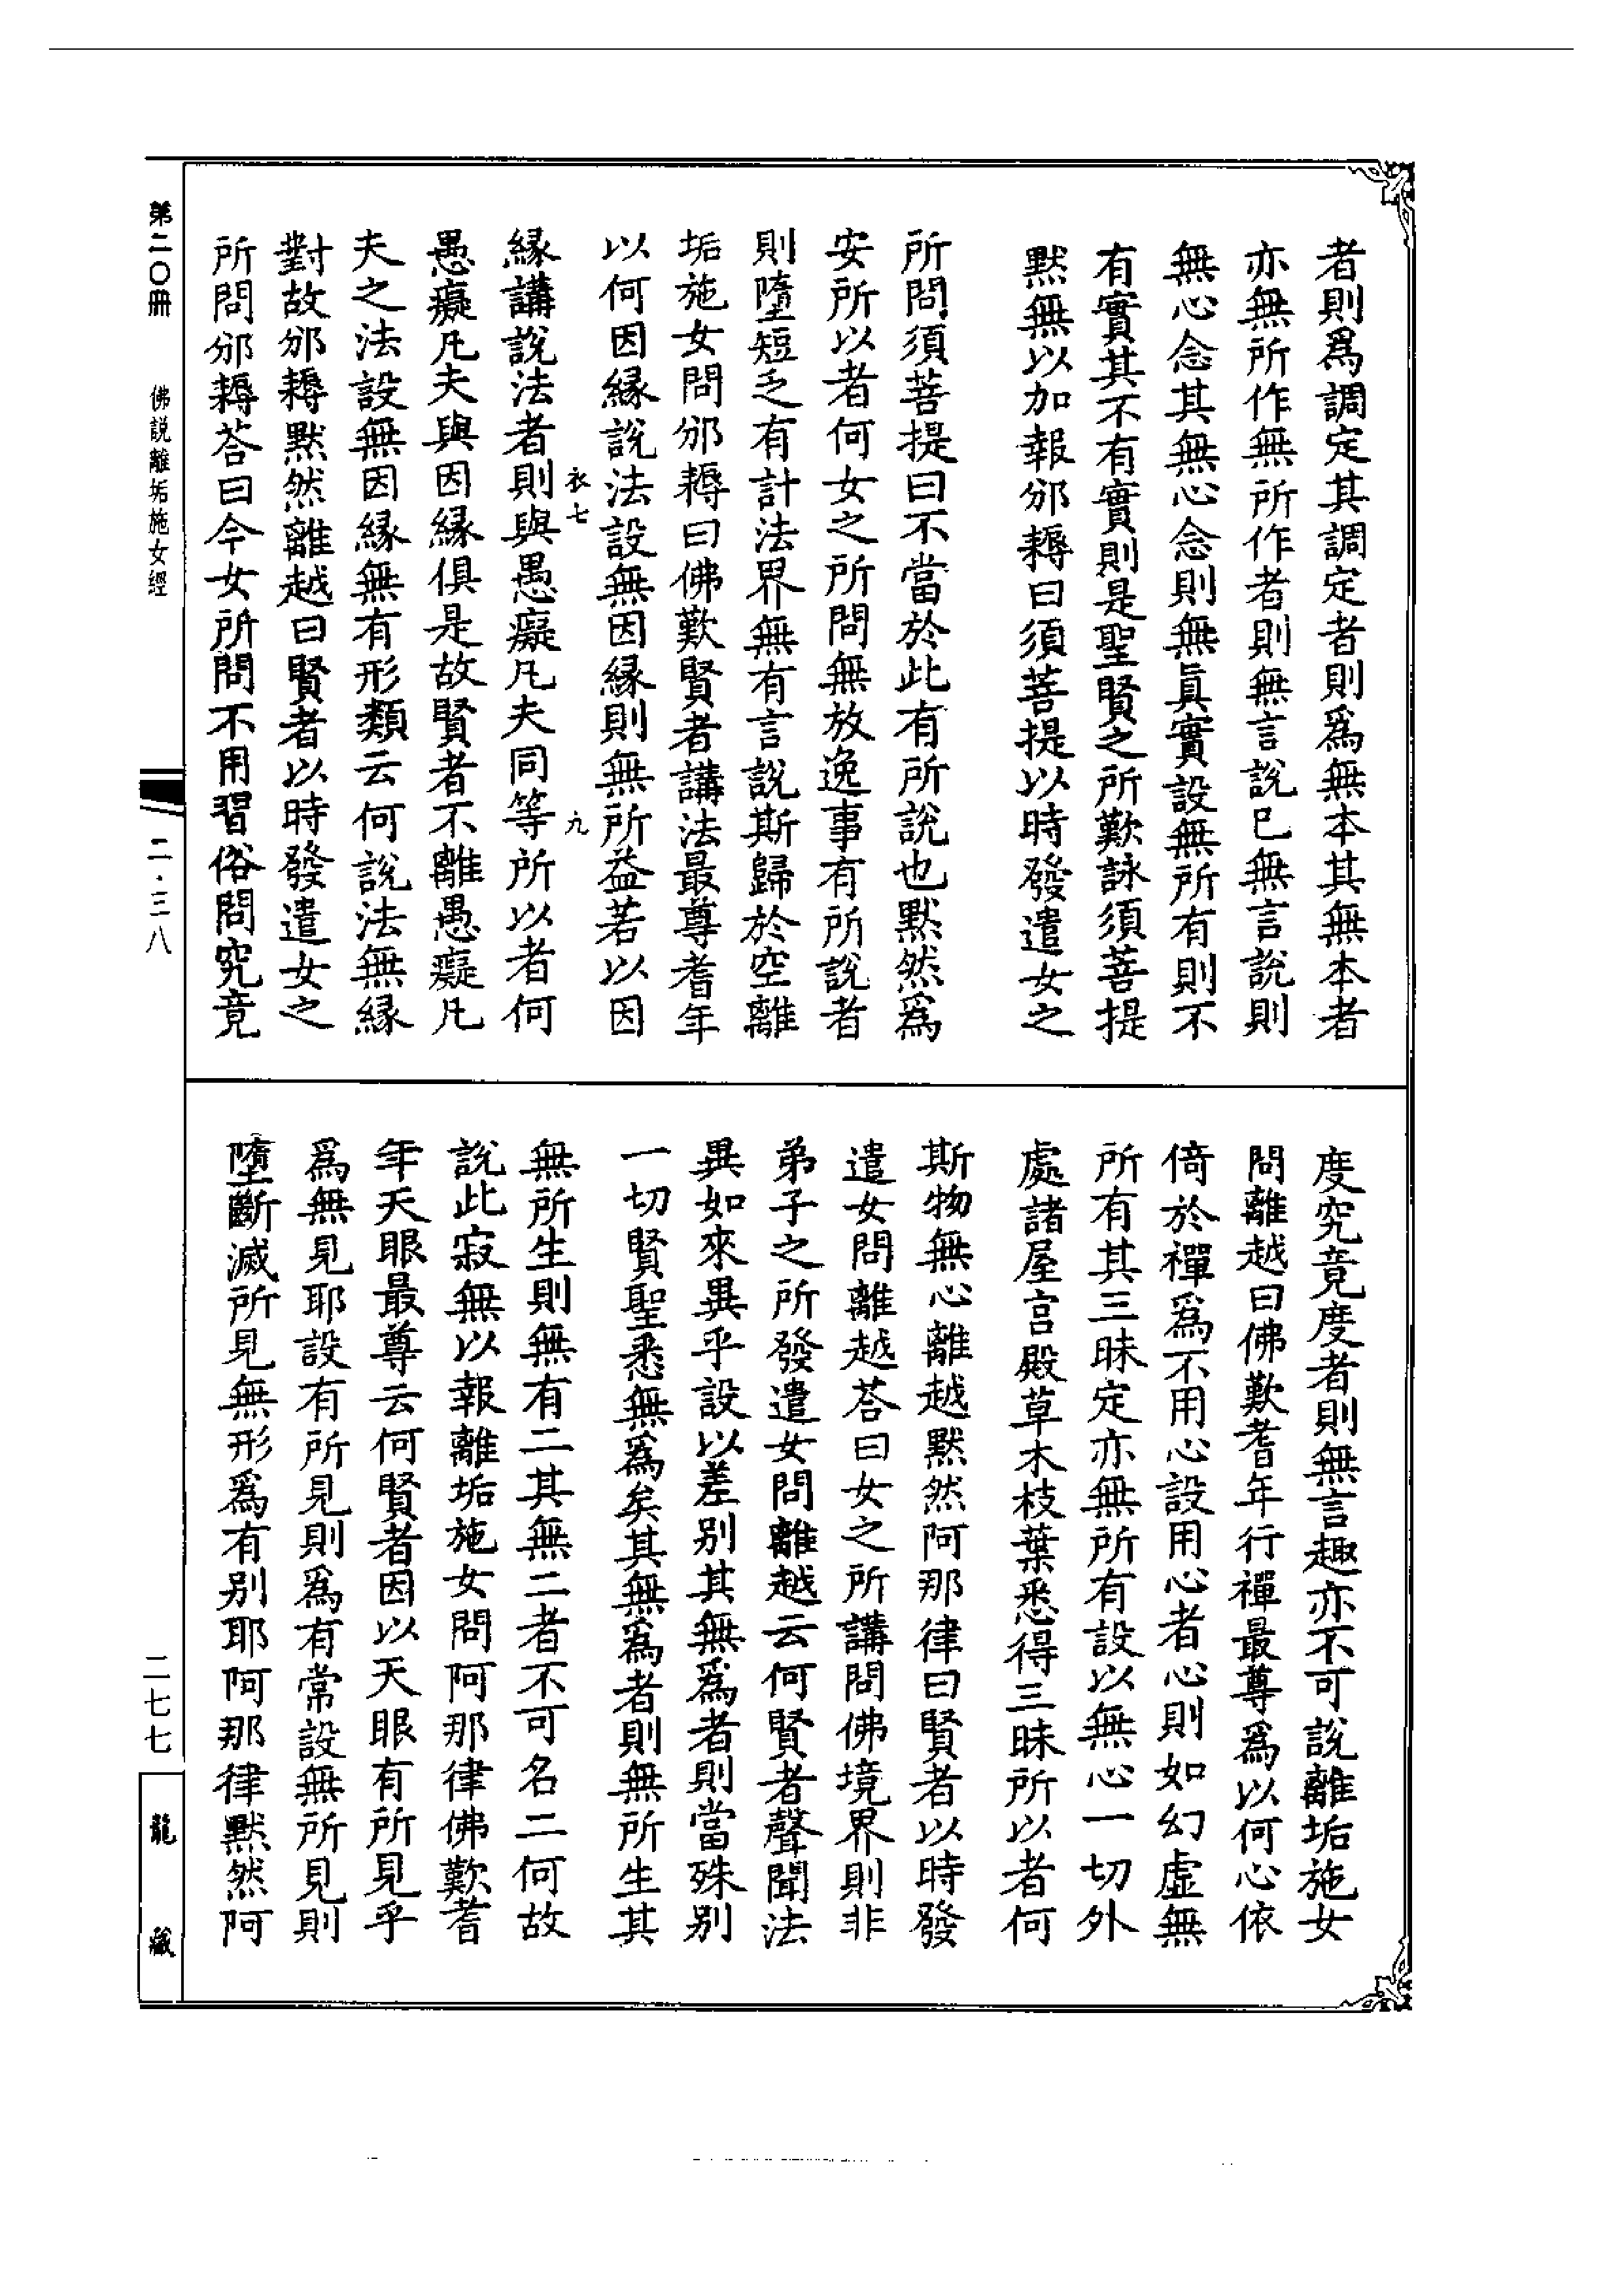 者則爲調定其調定者則爲無本其無本者
亦無所作無所作者則無言說已無言說則
無心念其無心念則無眞實設無所有則不
有實其不有實則是聖賢之所歎詠須菩提
默無以加報邠耨曰須菩提以時發遣女之
所問須菩提曰不當於此有所說也默然爲
安所以者何女之所問無放逸事有所說者
則墮短乏有計法界無有言說斯歸於空離
垢施女問邠耨曰佛歎賢者講法最尊耆年
以何因緣說法設無因緣則無所益若以因
衣七 九
緣講說法者則與愚癡凡夫同等所以者何
愚癡凡夫與因緣俱是故賢者不離愚癡凡
夫之法設無因緣無有形類云何說法無緣
對故邠耨默然離越曰賢者以時發遣女之
所問邠耨荅曰今女所問不用習俗問究竟
度究竟度者則無言趣亦不可說離垢施女
問離越曰佛歎耆年行禪最尊爲以何心依
倚於禪爲不用心設用心者心則如幻虛無
所有其三昧定亦無所有設以無心一切外
處諸屋宮殿草木枝葉悉得三昧所以者何
斯物無心離越默然阿那律曰賢者以時發
遣女問離越荅曰女之所講問佛境界則非
弟子之所發遣女問離越云何賢者聲聞法
異如來異乎設以差別其無爲者則當殊別
一切賢聖悉無爲矣其無爲者則無所生其
無所生則無有二其無二者不可名二何故
說此寂無以報離垢施女問阿那律佛歎耆
年天眼最尊云何賢者因以天眼有所見乎
爲無見耶設有所見則爲有常設無所見則
墮斷滅所見無形爲有別耶阿那律默然阿
第二〇冊 佛説離垢施女經 二·三八 二七七 龍藏